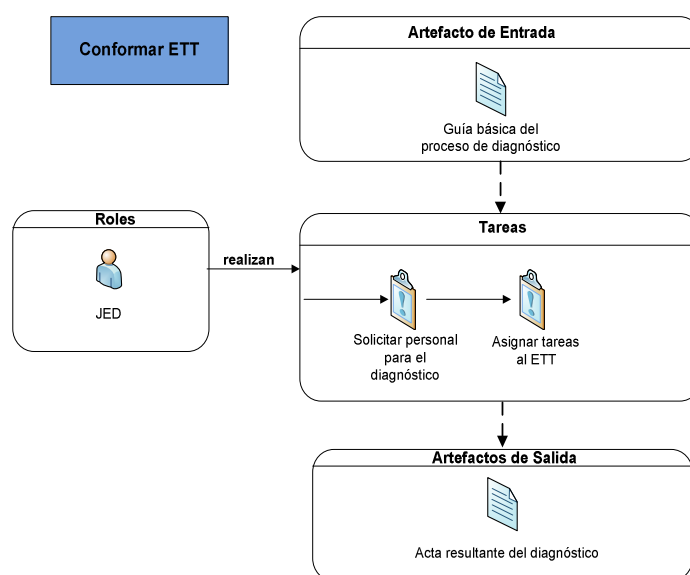 Conformar ETT
Artefacto de Entrada
Guía básica del
proceso de diagnóstico
Roles
JED
realizan
Tareas
Solicitar personal
para el
diagnóstico
Asignar tareas
al ETT
Artefactos de Salida
Acta resultante del diagnóstico